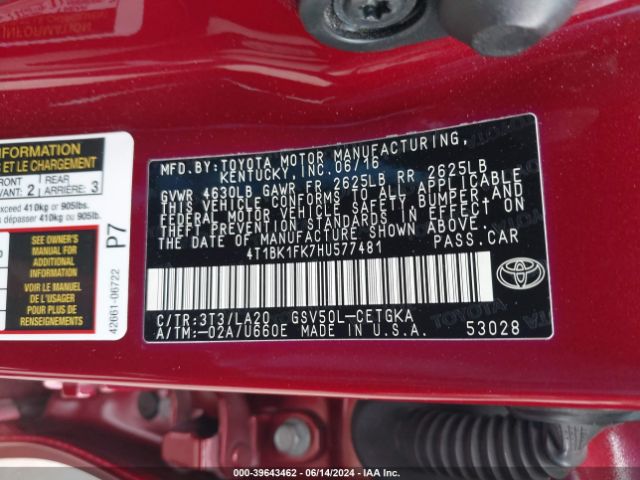 INFORMATION
INFORMATION
ET LE CHARGEMENT
FRONT
AVANT: 2
REAR
ARRIÈRE: 3
exceed 410kg or 905lbs.
dépasser 410kg ou 905lbs.
SEE OWNER'S
MANUAL FOR
ADDITIONAL
INFORMATION
VOIR LE MANUEL
DE L'USAGER
POUR PLUS DE
RENSEIGNEMENTS
P7
42661-06722
MFD.BY:TOYOTA MOTOR MANUFACTURING,
KENTUCKY,INC.06/16
GVWR 4630LB GAWR FR 2625LB RR 2625LB
THIS VEHICLE CONFORMS TO ALL APPLICABLE
FEDERAL MOTOR VEHICLE SAFETY,BUMPER,AND
THEFT PREVENTION STANDARDS IN EFFECT ON
THE DATE OF MANUFACTURE SHOWN ABOVE.
4T1BK1FK7HU577481
PASS.CAR
TOYOTA
C/TR:3T3/LA20
GSV50L-CETGKA
A/TM:-02A/U660E
MADE IN U.S.A.
53028
000-39643462 - 06/14/2024 - IAA Inc.